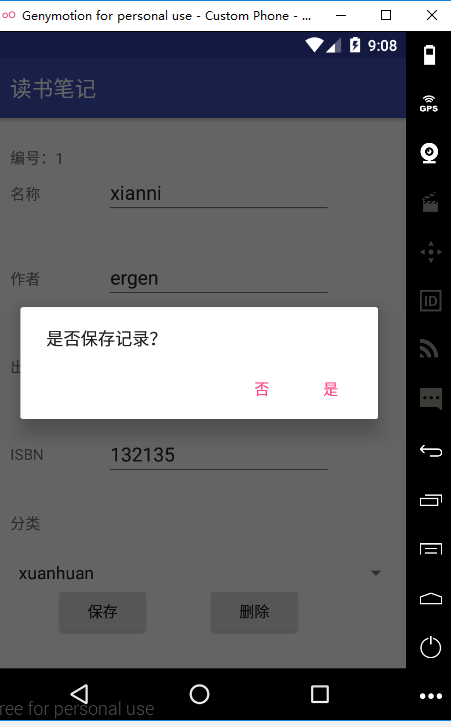 Genymotion for personal use - Custom Phone - ...
9:08
读书笔记
GPS
编号：1
名称 xianni
作者 ergen
是否保存记录?
出
否 是
ID
ISBN 132135
分类
xuanhuan
保存 删除
ree for personal use